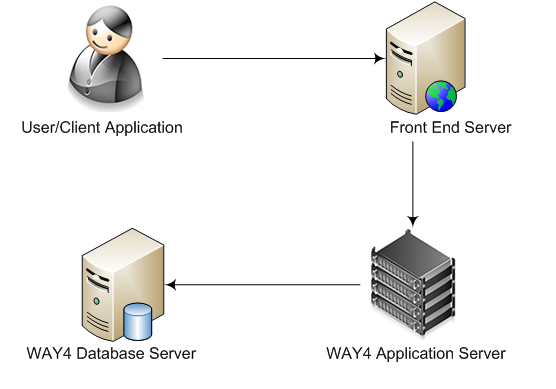 User/Client Application
Front End Server
WAY4 Database Server
WAY4 Application Server